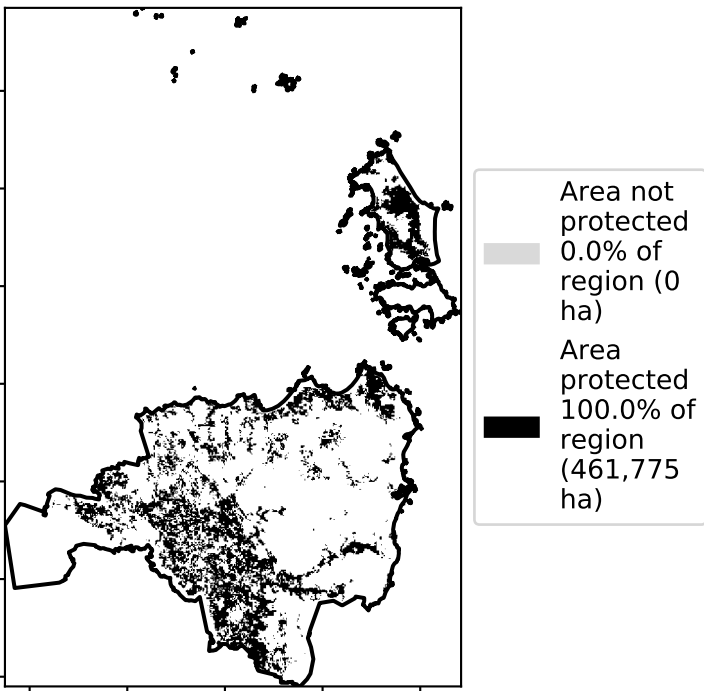 Area not
protected
0.0% of
region (0
ha)
Area
protected
100.0% of
region
(461,775
ha)